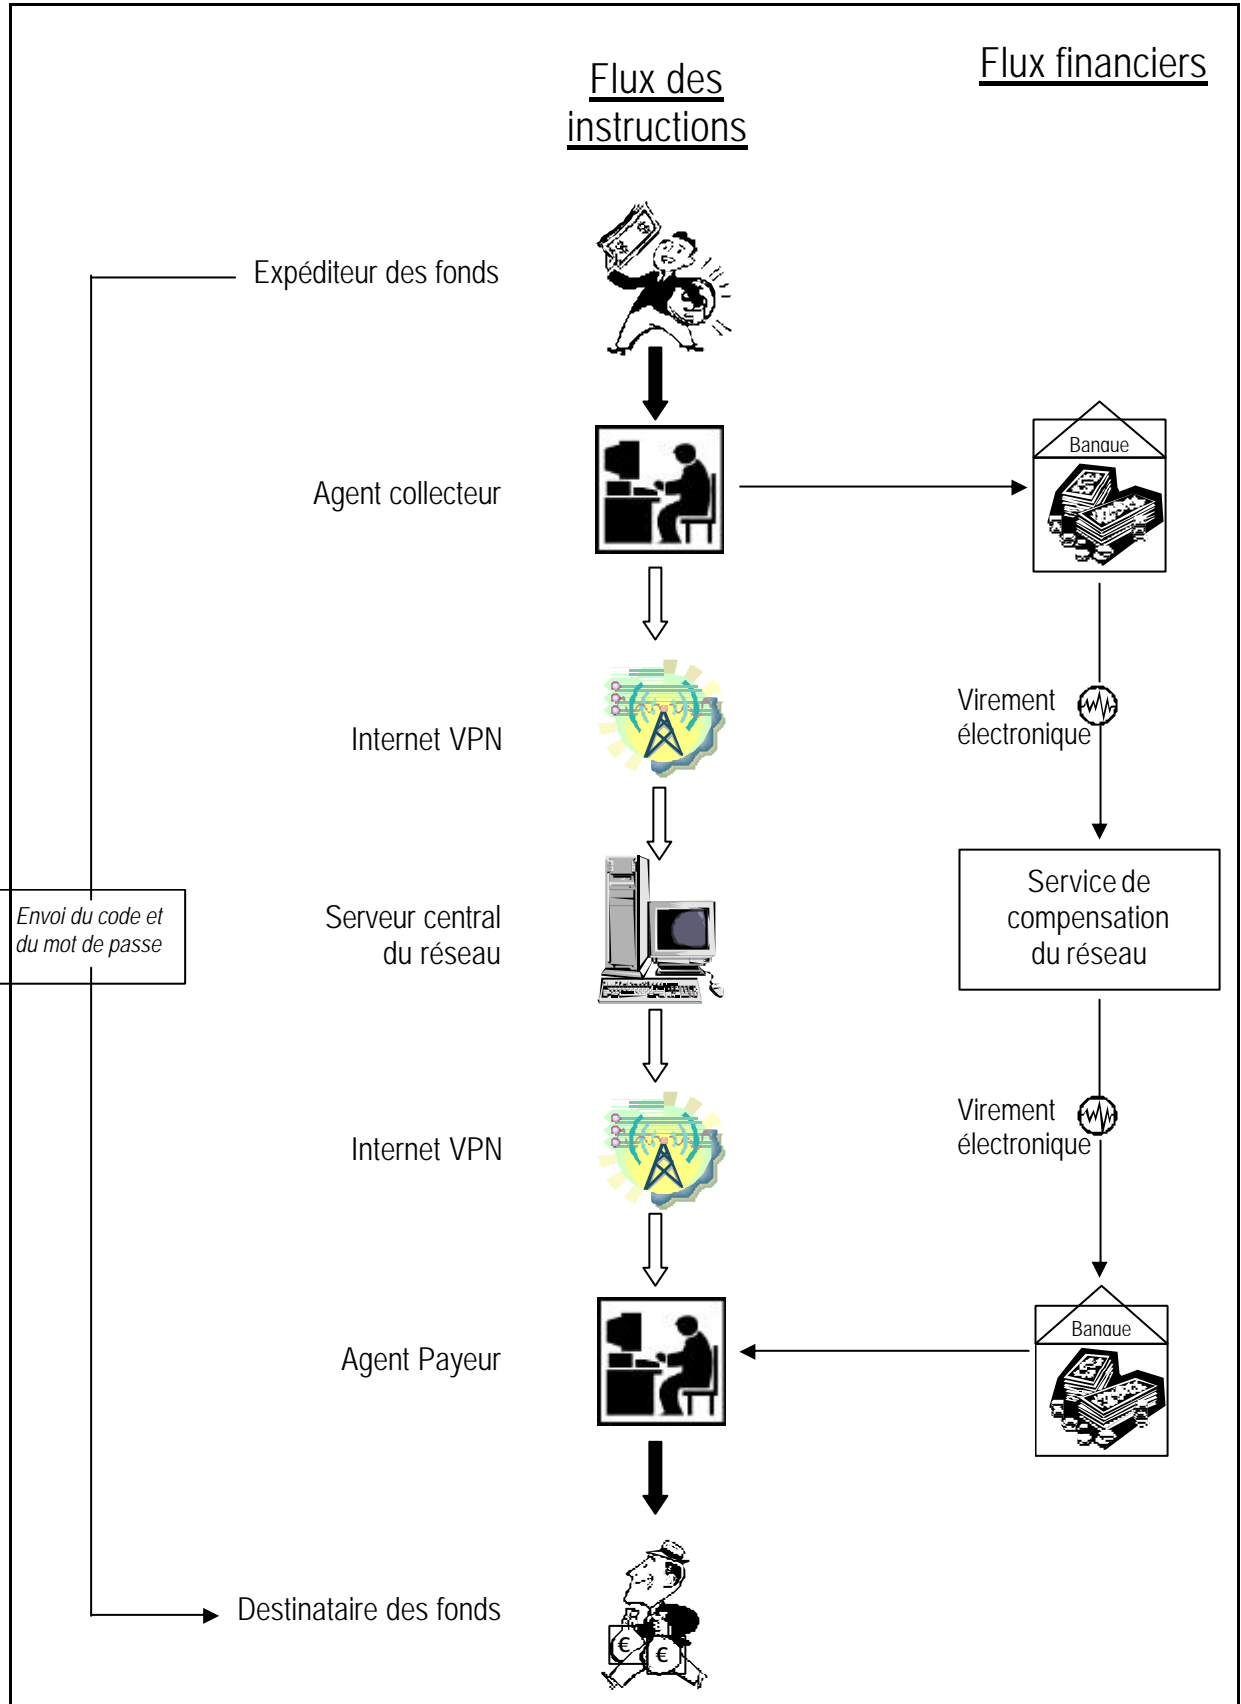 Flux des
instructions
Flux financiers
Expéditeur des fonds
Agent collecteur
Banque
Internet VPN
Virement
électronique
Envoi du code et
du mot de passe
Serveur central
du réseau
Service de
compensation
du réseau
Internet VPN
Virement
électronique
Agent Payeur
Banque
Destinataire des fonds
€
€